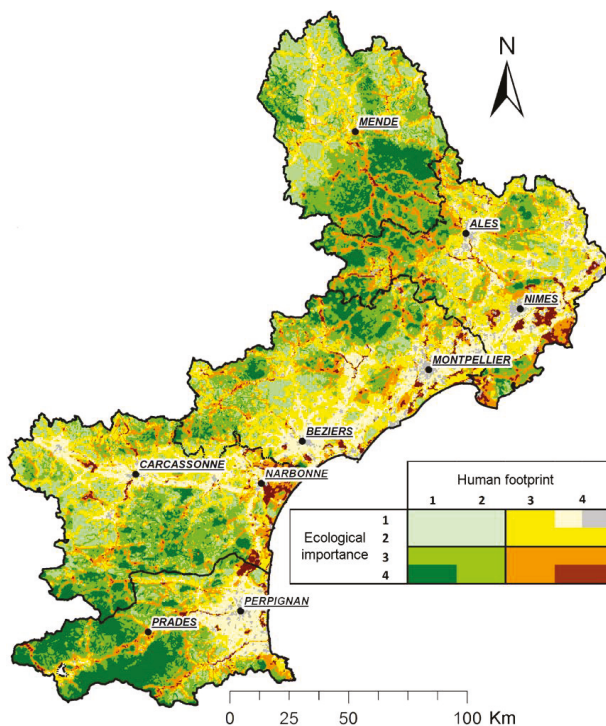 N
MENDE
ALES
NIMES
MONTPELLIER
BEZIERS
CARCASSONNE
NARBONNE
PERPIGNAN
PRADES
Human footprint
1 2 3 4
Ecological importance
1
2
3
4
0 25 50 100 Km